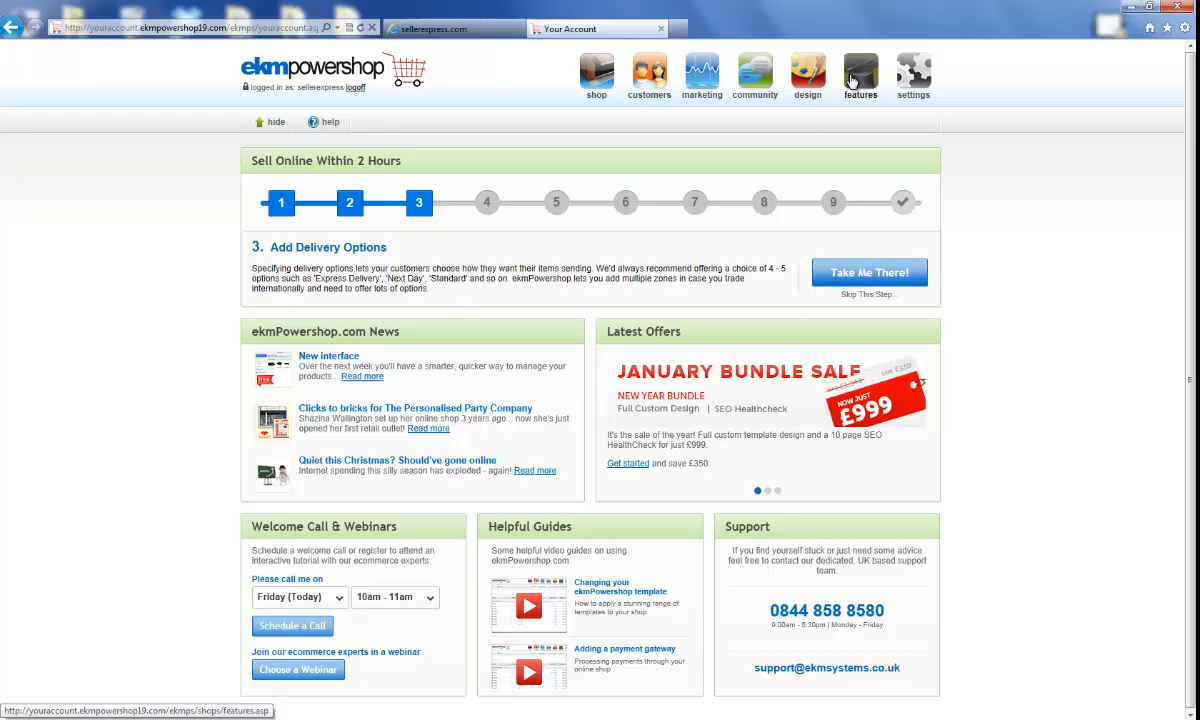 http://youraccount.ekmpowershop19.com/ekmps/youraccount.asp
sellerexpress.com
Your Account
ekmpowershop
logged in as: sellerexpress logoff
shop
customers
marketing
community
design
features
settings
hide
help
Sell Online Within 2 Hours
1 2 3 4 5 6 7 8 9
3. Add Delivery Options
Specifying delivery options lets your customers choose how they want their items sending. We'd always recommend offering a choice of 4 - 5
options such as 'Express Delivery', 'Next Day', 'Standard' and so on. ekmPowershop lets you add multiple zones in case you trade
internationally and need to offer lots of options.
Take Me There!
Skip This Step...
ekmPowershop.com News
New interface
Over the next week you'll have a smarter, quicker way to manage your
products... Read more
Clicks to bricks for The Personalised Party Company
Shazina Wallington set up her online shop 3 years ago... now she's just
opened her first retail outlet! Read more
Quiet this Christmas? Should've gone online
Internet spending this silly season has exploded - again! Read more
Latest Offers
JANUARY BUNDLE SALE
NEW YEAR BUNDLE
Full Custom Design | SEO Healthcheck
SAVE £350
NOW JUST
£999
It's the sale of the year! Full custom template design and a 10 page SEO
HealthCheck for just £999.
Get started and save £350.
Welcome Call & Webinars
Schedule a welcome call or register to attend an
interactive tutorial with our ecommerce experts.
Please call me on
Friday (Today)
10am - 11am
Schedule a Call
Join our ecommerce experts in a webinar
Choose a Webinar
Helpful Guides
Some helpful video guides on using
ekmPowershop.com
Changing your
ekmPowershop template
How to apply a stunning range of
templates to your shop
Adding a payment gateway
Processing payments through your
online shop
Support
If you find yourself stuck or just need some advice
feel free to contact our dedicated, UK based support
team.
0844 858 8580
9:00am - 5:30pm | Monday - Friday
support@ekmsystems.co.uk
http://youraccount.ekmpowershop19.com/ekmps/shops/features.asp